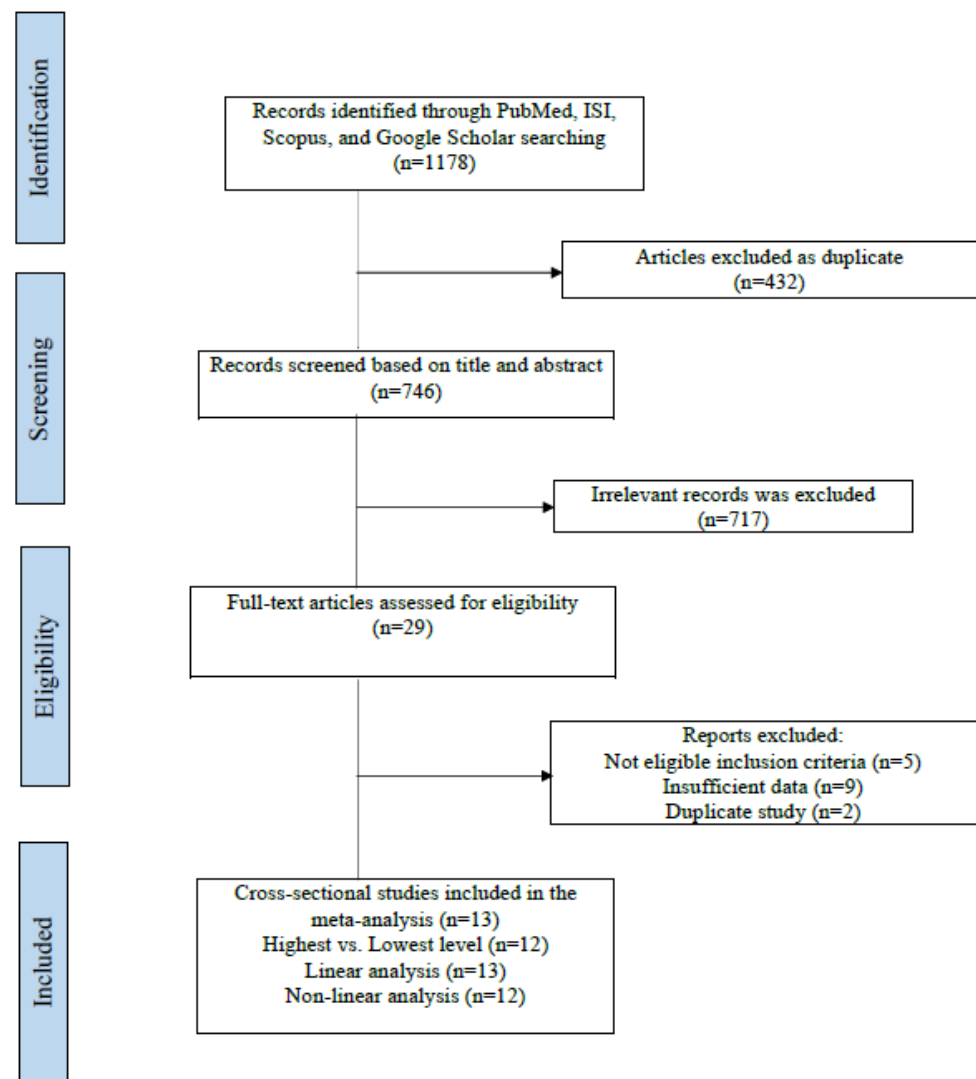 Identification
Records identified through PubMed, ISI,
Scopus, and Google Scholar searching
(n=1178)
Articles excluded as duplicate
(n=432)
Screening
Records screened based on title and abstract
(n=746)
Irrelevant records was excluded
(n=717)
Eligibility
Full-text articles assessed for eligibility
(n=29)
Reports excluded:
Not eligible inclusion criteria (n=5)
Insufficient data (n=9)
Duplicate study (n=2)
Included
Cross-sectional studies included in the
meta-analysis (n=13)
Highest vs. Lowest level (n=12)
Linear analysis (n=13)
Non-linear analysis (n=12)